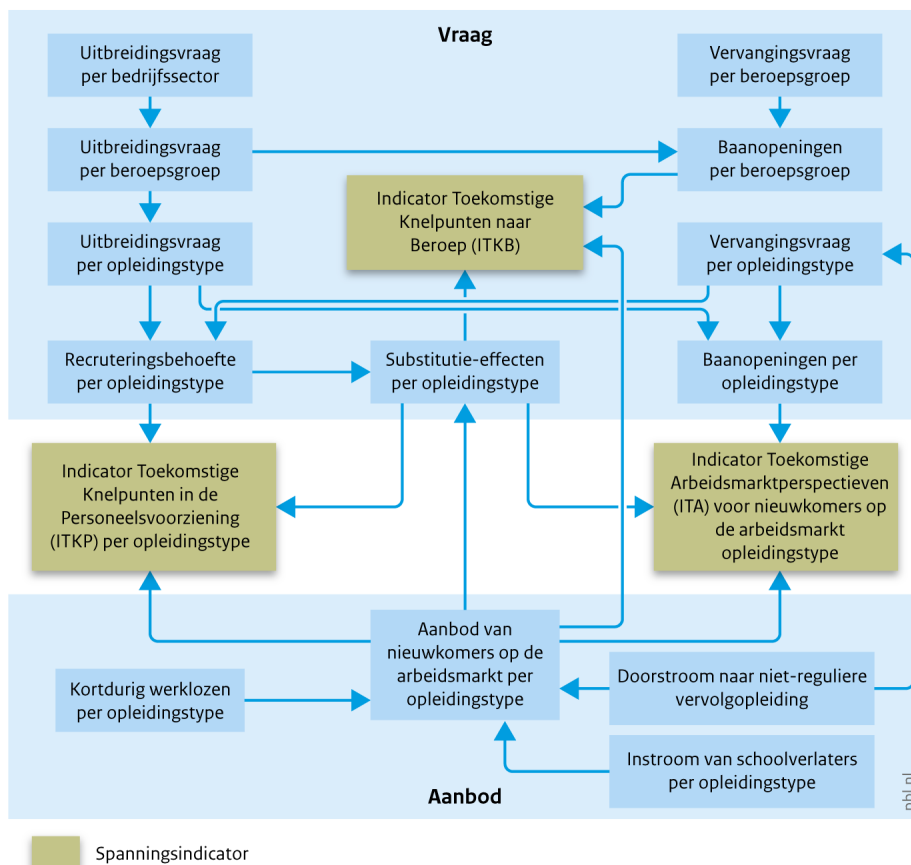 Vraag
Uitbreidingsvraag
per bedrijfssector
Vervangingsvraag
per beroepsgroep
Uitbreidingsvraag
per beroepsgroep
Baanopeningen
per beroepsgroep
Indicator Toekomstige
Knelpunten naar
Beroep (ITKB)
Uitbreidingsvraag
per opleidingstype
Vervangingsvraag
per opleidingstype
Recruteringsbehoefte
per opleidingstype
Substitutie-effecten
per opleidingstype
Baanopeningen per
opleidingstype
Indicator Toekomstige
Knelpunten in de
Personeelsvoorziening
(ITKP) per opleidingstype
Indicator Toekomstige
Arbeidsmarktperspectieven
(ITA) voor nieuwkomers op
de arbeidsmarkt
opleidingstype
Aanbod van
nieuwkomers op de
arbeidsmarkt per
opleidingstype
Kortdurig werklozen
per opleidingstype
Doorstroom naar niet-reguliere
vervolgopleiding
Instroom van schoolverlaters
per opleidingstype
Aanbod
pbl.nl
Spanningsindicator